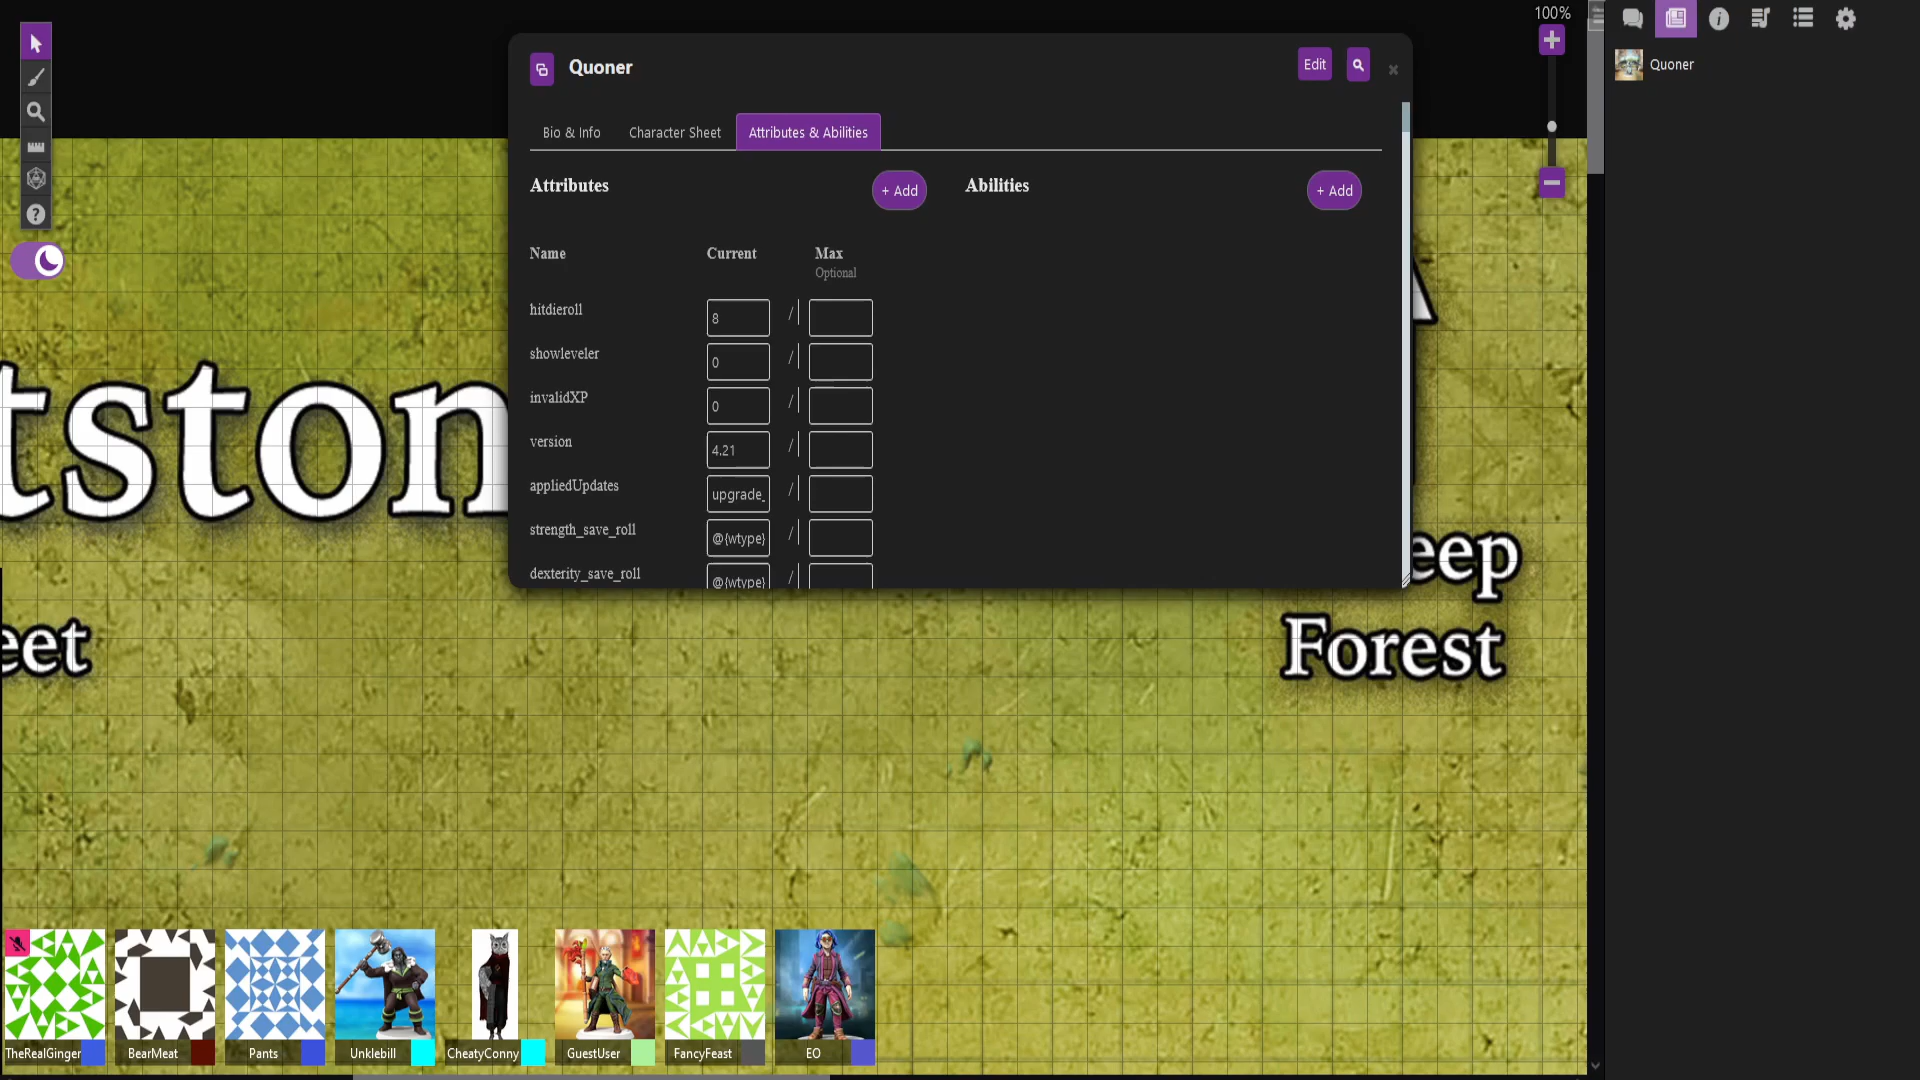 100%
Quoner
Edit
Quoner
Bio & Info
Character Sheet
Attributes & Abilities
Attributes
+ Add
Abilities
+ Add
Name
Current
Max
Optional
hitdieroll
8
/
showleveler
0
/
invalidXP
0
/
version
4.21
/
appliedUpdates
upgrade_
/
strength_save_roll
@{wtype}
/
dexterity_save_roll
@{wtype}
/
tston
eep
Forest
eet
TheRealGinger
BearMeat
Pants
Unklebill
CheatyConny
GuestUser
FancyFeast
EO